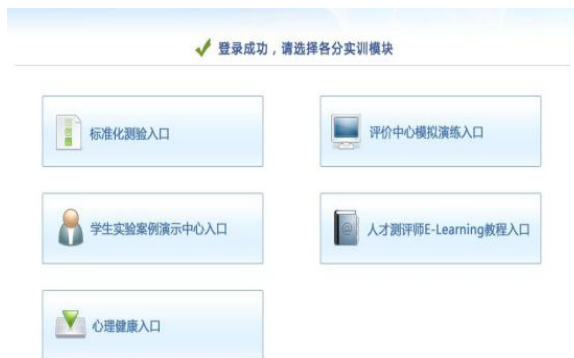 登录成功，请选择各分实训模块
标准化测验入口
评价中心模拟演练入口
学生实验案例演示中心入口
人才测评师E-Learning教程入口
心理健康入口